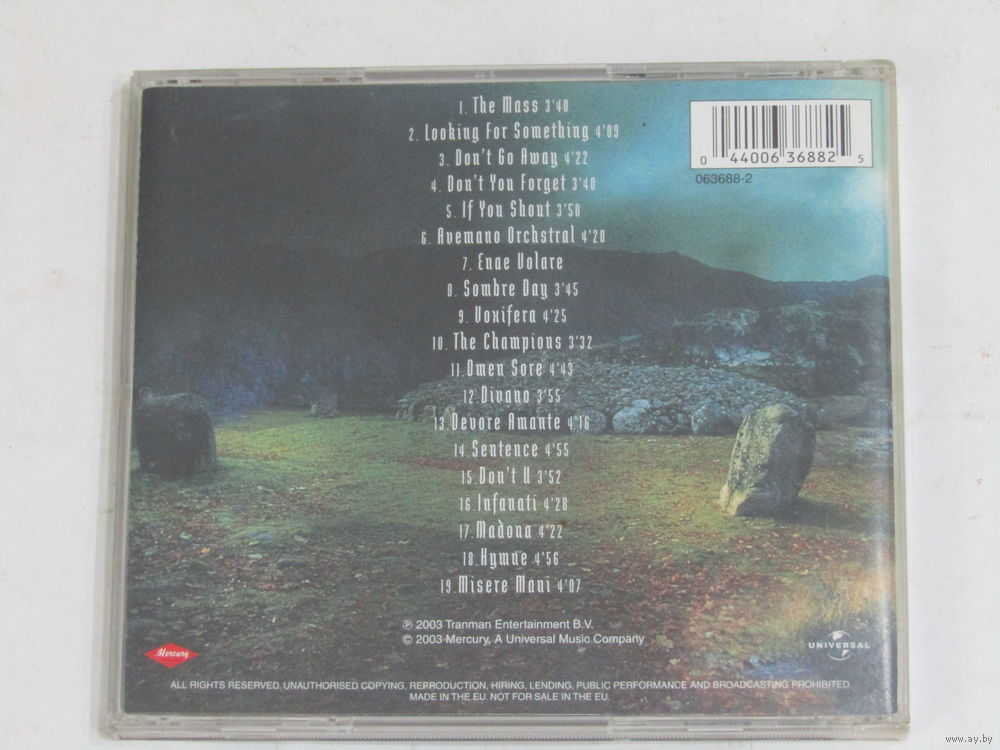 1. The Mass 3'40
2. Looking For Something 4'09
3. Don't Go Away 4'22
4. Don't You Forget 3'40
5. If You Shout 3'50
6. Avemano Orchstral 4'20
7. Enae Volare
8. Sombre Day 3'45
9. Voxifera 4'25
10. The Champions 3'32
11. Omen Sore 4'43
12. Divano 3'55
13. Devore Amante 4'16
14. Sentence 4'55
15. Don't U 3'52
16. Infanati 4'28
17. Madona 4'22
18. Hymne 4'56
19. Misere Mani 4'07
0 44006 36882 5
063688-2
℗ 2003 Tranman Entertainment B.V.
© 2003 Mercury, A Universal Music Company
Mercury
UNIVERSAL
ALL RIGHTS RESERVED. UNAUTHORISED COPYING, REPRODUCTION, HIRING, LENDING, PUBLIC PERFORMANCE AND BROADCASTING PROHIBITED.
MADE IN THE EU. NOT FOR SALE IN THE EU.
www.ay.by